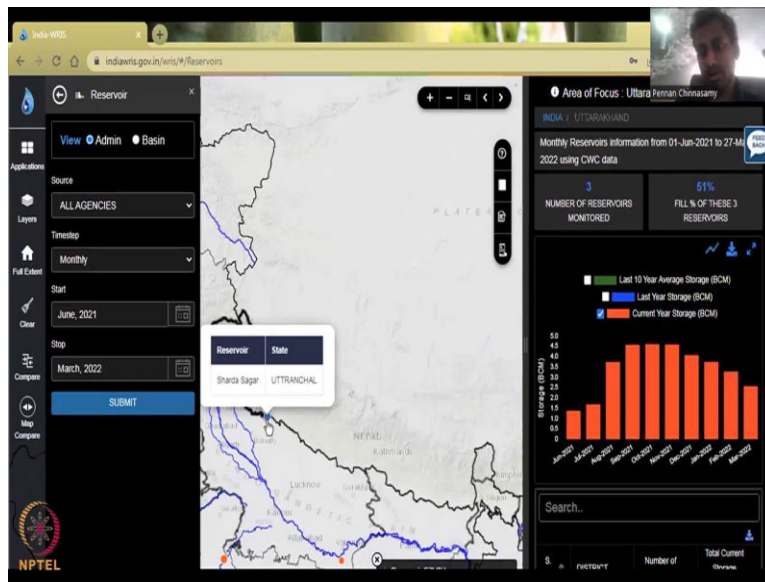 India-WRIS
indiawris.gov.in/wris/#/Reservoirs
Pennan Chinnasamy
Applications
Layers
Full Extent
Clear
Compare
Map
Compare
NPTEL
Reservoir
View Admin Basin
Source
ALL AGENCIES
Timestep
Monthly
Start
June, 2021
Stop
March, 2022
SUBMIT
Reservoir State
Sharda Sagar UTTRANCHAL
NEPAL
Kathmandu
Lucknow
GANGETIC
Allahabad
Area of Focus : Uttara
INDIA / UTTARAKHAND
Monthly Reservoirs information from 01-Jun-2021 to 27-Ma
2022 using CWC data
FEED
BACK
3
NUMBER OF RESERVOIRS
MONITORED
51%
FILL % OF THESE 3
RESERVOIRS
Last 10 Year Average Storage (BCM)
Last Year Storage (BCM)
Current Year Storage (BCM)
Storage (BCM)
5.0
4.5
4.0
3.5
3.0
2.5
2.0
1.5
1.0
0.5
0
Jun-2021 Jul-2021 Aug-2021 Sep-2021 Oct-2021 Nov-2021 Dec-2021 Jan-2022 Feb-2022 Mar-2022
Search..
S.
DISTRICT
Number of
Total Current
Storage